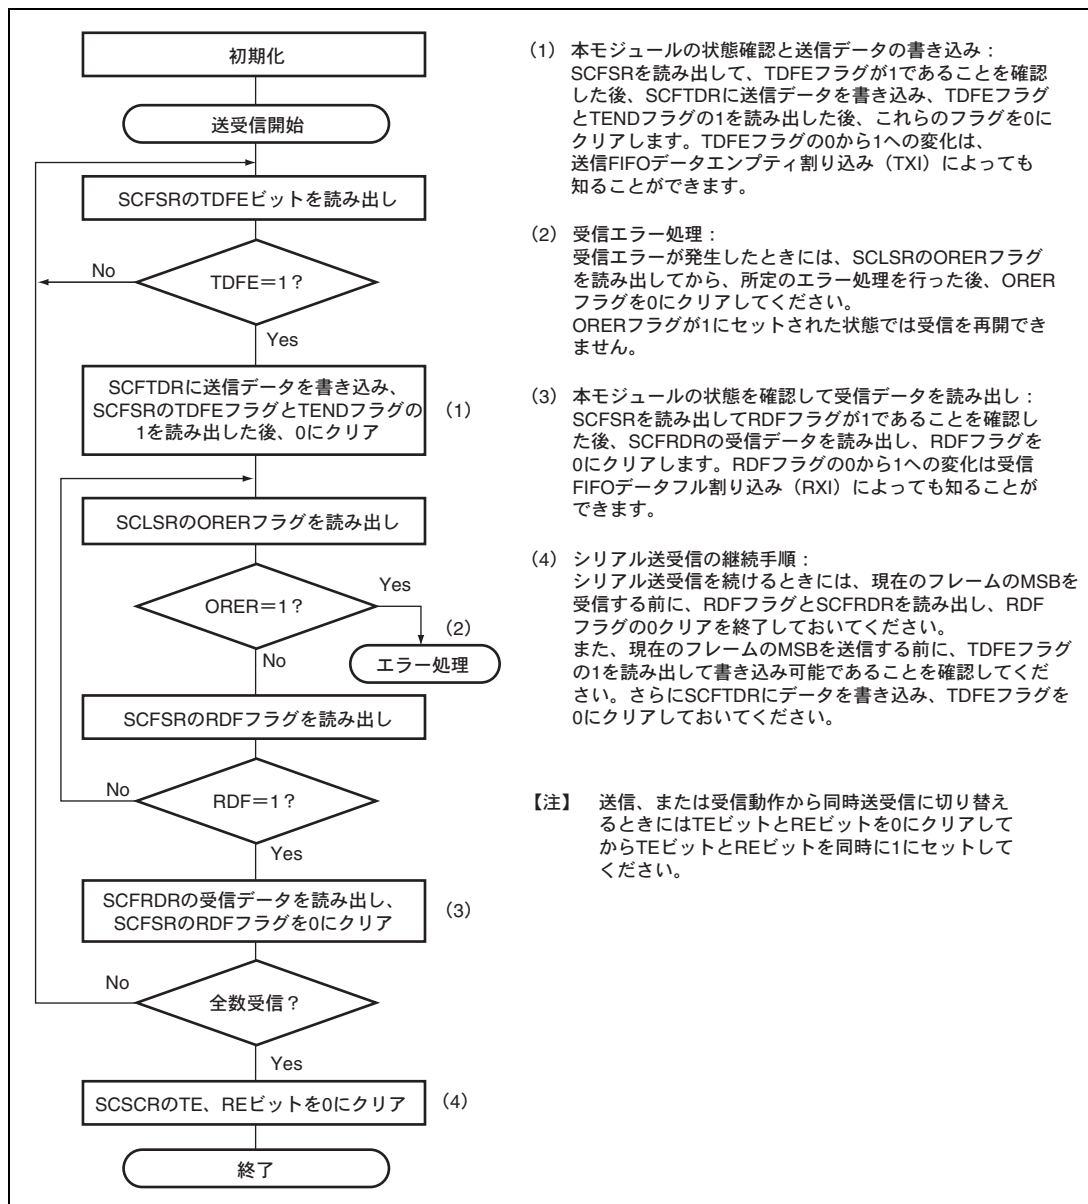 初期化
送受信開始
SCFSRのTDFEビットを読み出し
No
TDFE＝1？
Yes
SCFTDRに送信データを書き込み、
SCFSRのTDFEフラグとTENDフラグの
1を読み出した後、0にクリア
（1）
SCLSRのORERフラグを読み出し
Yes
ORER＝1？
（2）
No
エラー処理
SCFSRのRDFフラグを読み出し
No
RDF＝1？
Yes
SCFRDRの受信データを読み出し、
SCFSRのRDFフラグを0にクリア
（3）
No
全数受信？
Yes
SCSCRのTE、REビットを0にクリア
（4）
終了
（1） 本モジュールの状態確認と送信データの書き込み：
SCFSRを読み出して、TDFEフラグが1であることを確認
した後、SCFTDRに送信データを書き込み、TDFEフラグ
とTENDフラグの1を読み出した後、これらのフラグを0に
クリアします。TDFEフラグの0から1への変化は、
送信FIFOデータエンプティ割り込み（TXI）によっても
知ることができます。
（2） 受信エラー処理：
受信エラーが発生したときには、SCLSRのORERフラグ
を読み出してから、所定のエラー処理を行った後、ORER
フラグを0にクリアしてください。
ORERフラグが1にセットされた状態では受信を再開でき
ません。
（3） 本モジュールの状態を確認して受信データを読み出し：
SCFSRを読み出してRDFフラグが1であることを確認し
た後、SCFRDRの受信データを読み出し、RDFフラグを
0にクリアします。RDFフラグの0から1への変化は受信
FIFOデータフル割り込み（RXI）によっても知ることが
できます。
（4） シリアル送受信の継続手順：
シリアル送受信を続けるときには、現在のフレームのMSBを
受信する前に、RDFフラグとSCFRDRを読み出し、RDF
フラグの0クリアを終了しておいてください。
また、現在のフレームのMSBを送信する前に、TDFEフラグ
の1を読み出して書き込み可能であることを確認してくだ
さい。さらにSCFTDRにデータを書き込み、TDFEフラグを
0にクリアしておいてください。
【注】 送信、または受信動作から同時送受信に切り替え
るときにはTEビットとREビットを0にクリアして
からTEビットとREビットを同時に1にセットして
ください。